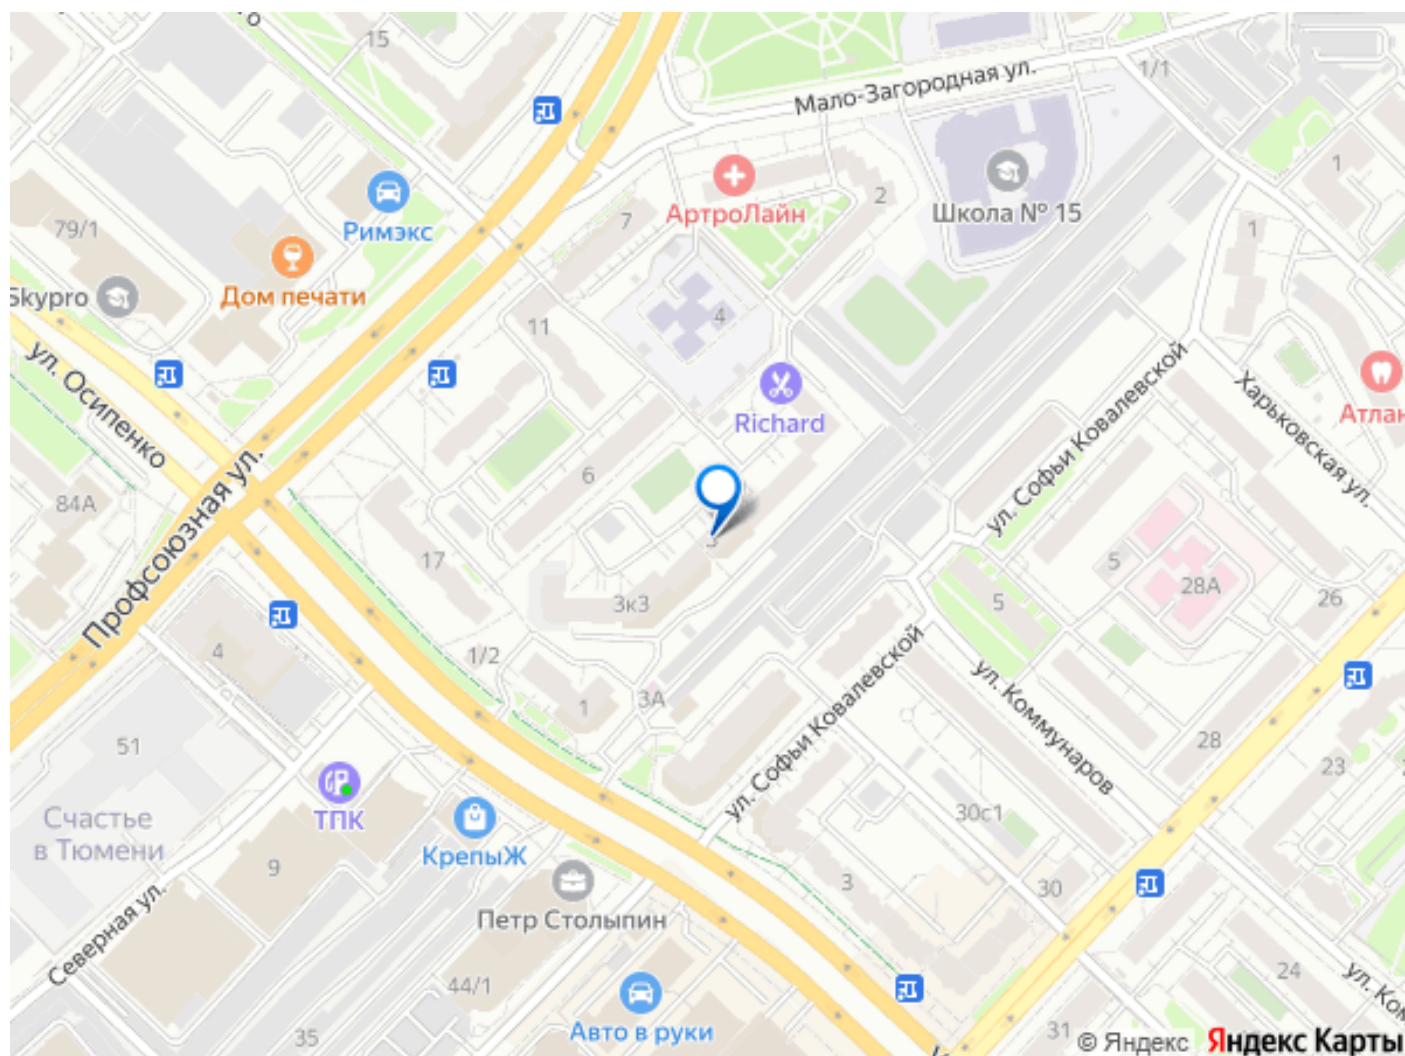 15
1/1
Мало-Загородная ул.
Римэкс
АртроЛайн
2
Школа № 15
1
7
79/1
1
Дом печати
Skypro
4
11
ул. Осипенко
Richard
ул. Софьи Ковалевской
Харьковская ул.
Атлан
6
84А
Профсоюзная ул.
17
5
28А
26
3к3
5
4
1/2
ул. Софьи Ковалевской
ул. Коммунаров
3А
1
51
28
23
Счастье
в Тюмени
ТПК
КрепыЖ
30с1
9
3
30
Петр Столыпин
Северная ул.
44/1
24
ул. Ком
Авто в руки
35
31
© Яндекс Яндекс Карты